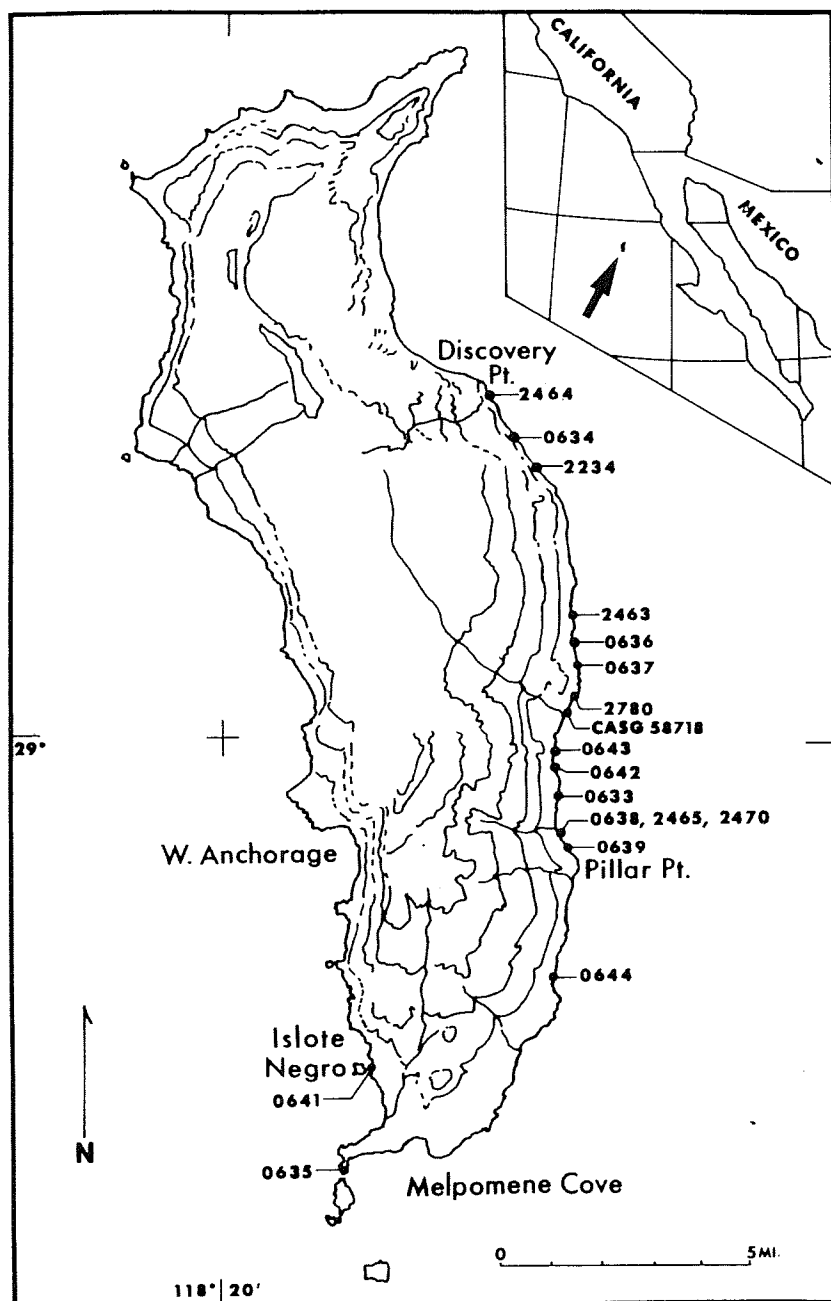 CALIFORNIA
MEXICO
Discovery
Pt.
2464
0634
2234
2463
0636
0637
2780
CASG 58718
29°
0643
0642
0633
0638, 2465, 2470
W. Anchorage
0639
Pillar Pt.
0644
Islote
Negro
0641
N
0635
Melpomene Cove
0 5 MI.
118° 20'